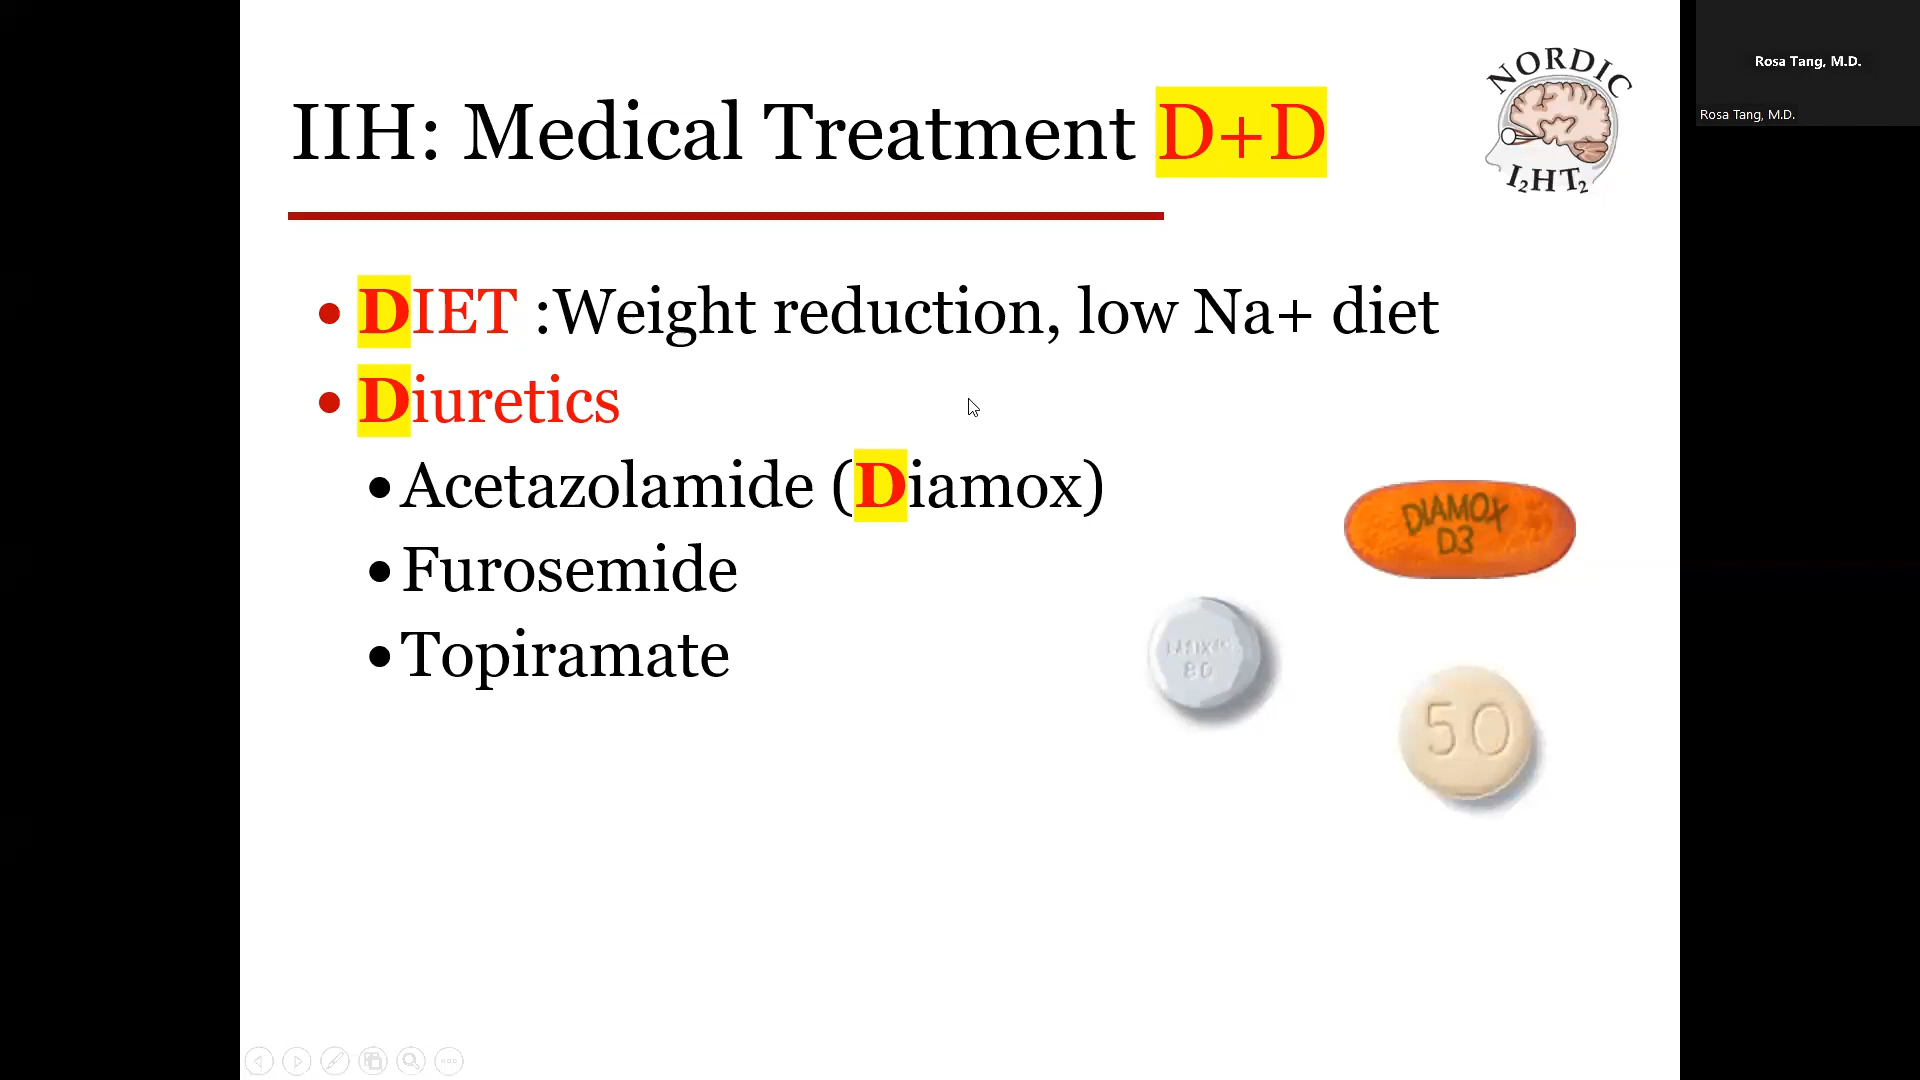 IIH: Medical Treatment D+D
NORDIC
I₂HT₂
Rosa Tang, M.D.
Rosa Tang, M.D.
• DIET :Weight reduction, low Na+ diet
• Diuretics
•Acetazolamide (Diamox)
•Furosemide
•Topiramate
DIAMOX
D3
80
50